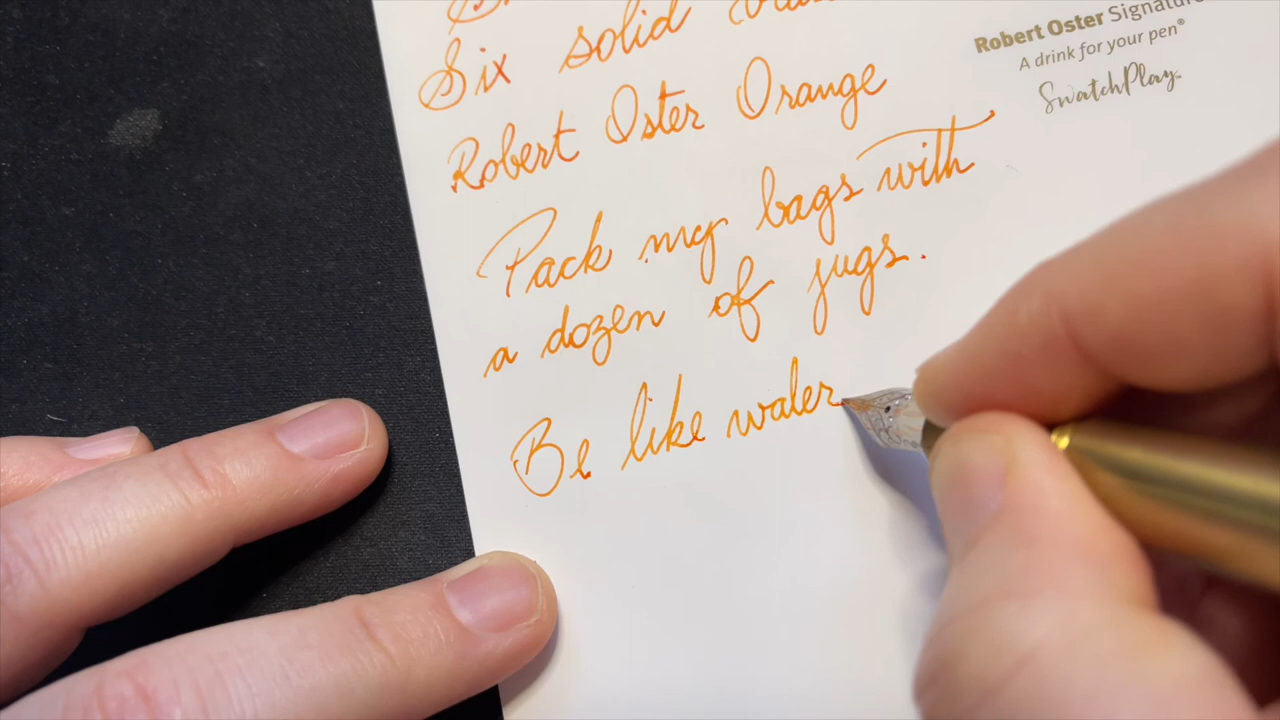 Six solid
Robert Oster Orange
Pack my bags with
a dozen of jugs.
Be like water
Robert Oster Signature
A drink for your pen®
SwatchPlay™